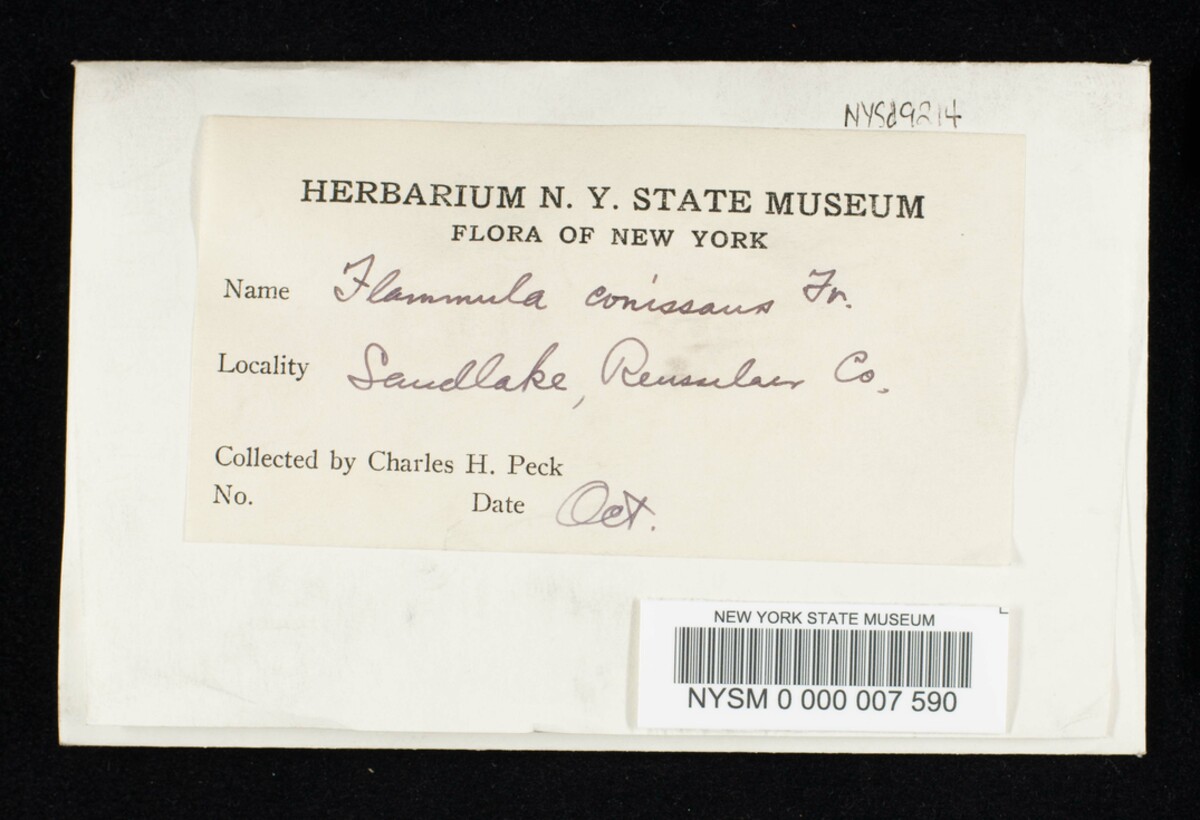 NYSd9214
HERBARIUM N. Y. STATE MUSEUM
FLORA OF NEW YORK
Name Flammula conissans Fr.
Locality Sandlake, Rensselaer Co.
Collected by Charles H. Peck
No. Date Oct.
NEW YORK STATE MUSEUM
NYSM 0 000 007 590